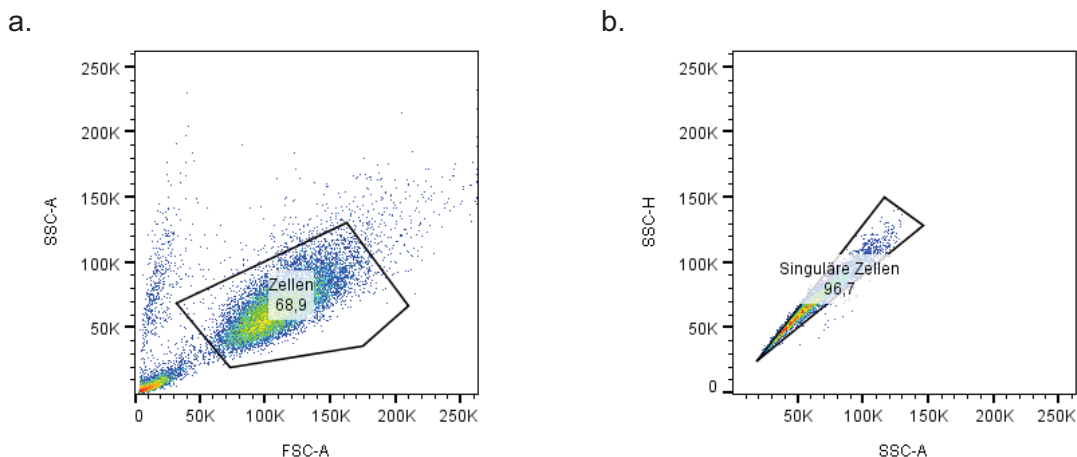 a.
250K
200K
150K
100K
50K
0
SSC-A
Zellen
68,9
0 50K 100K 150K 200K 250K
FSC-A
b.
250K
200K
150K
100K
50K
0
SSC-H
Singuläre Zellen
96,7
50K 100K 150K 200K 250K
SSC-A